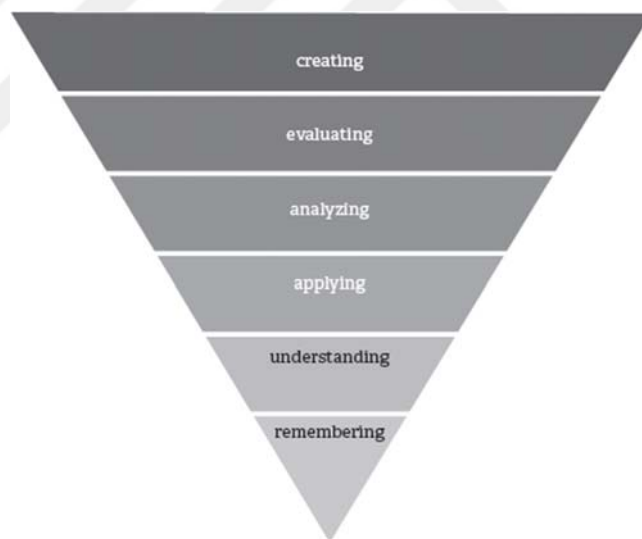 creating
evaluating
analyzing
applying
understanding
remembering